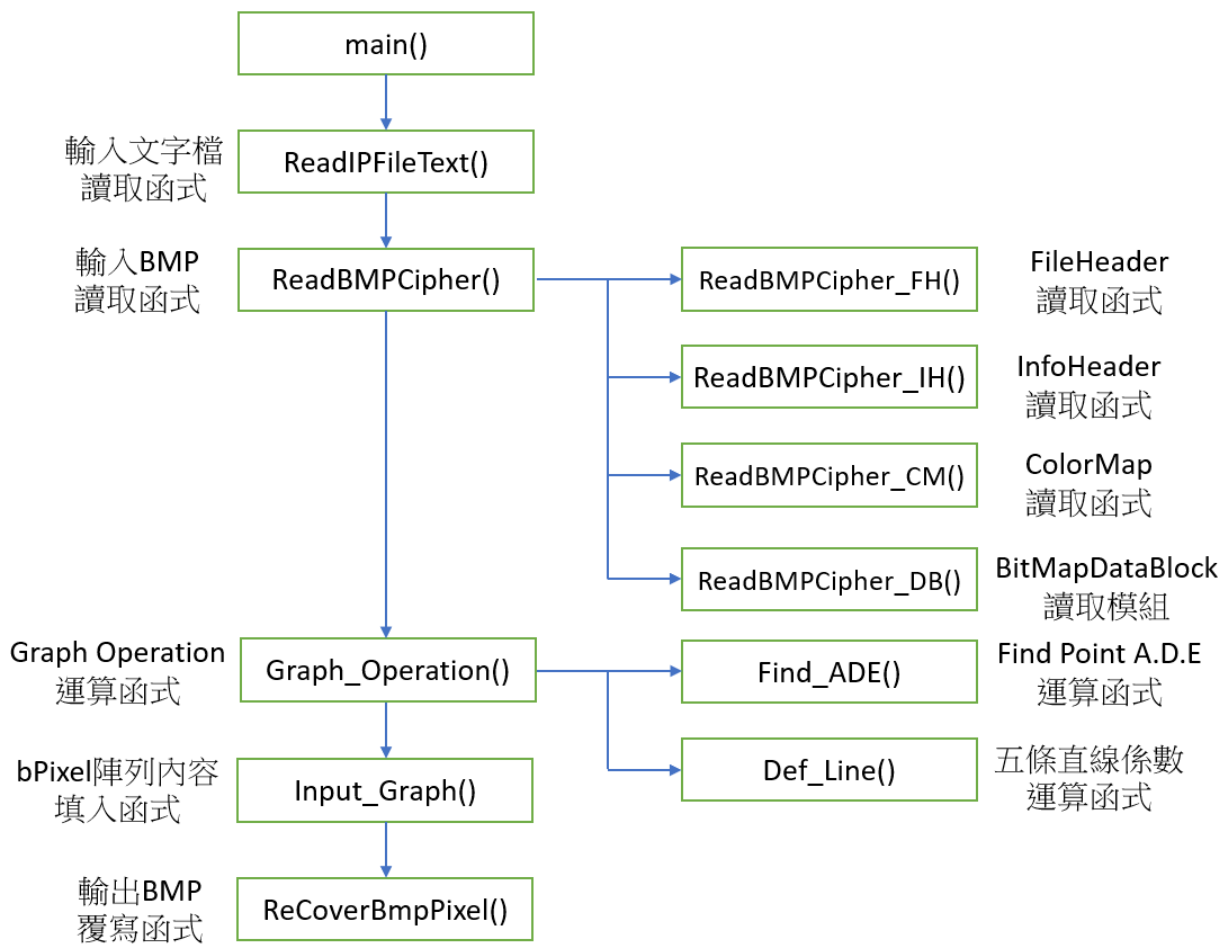 main()
輸入文字檔
讀取函式
ReadIPFileText()
輸入BMP
讀取函式
ReadBMPCipher()
ReadBMPCipher_FH()
FileHeader
讀取函式
ReadBMPCipher_IH()
InfoHeader
讀取函式
ReadBMPCipher_CM()
ColorMap
讀取函式
ReadBMPCipher_DB()
BitMapDataBlock
讀取模組
Graph Operation
運算函式
Graph_Operation()
Find_ADE()
Find Point A.D.E
運算函式
Def_Line()
五條直線係數
運算函式
bPixel陣列內容
填入函式
Input_Graph()
輸出BMP
覆寫函式
ReCoverBmpPixel()